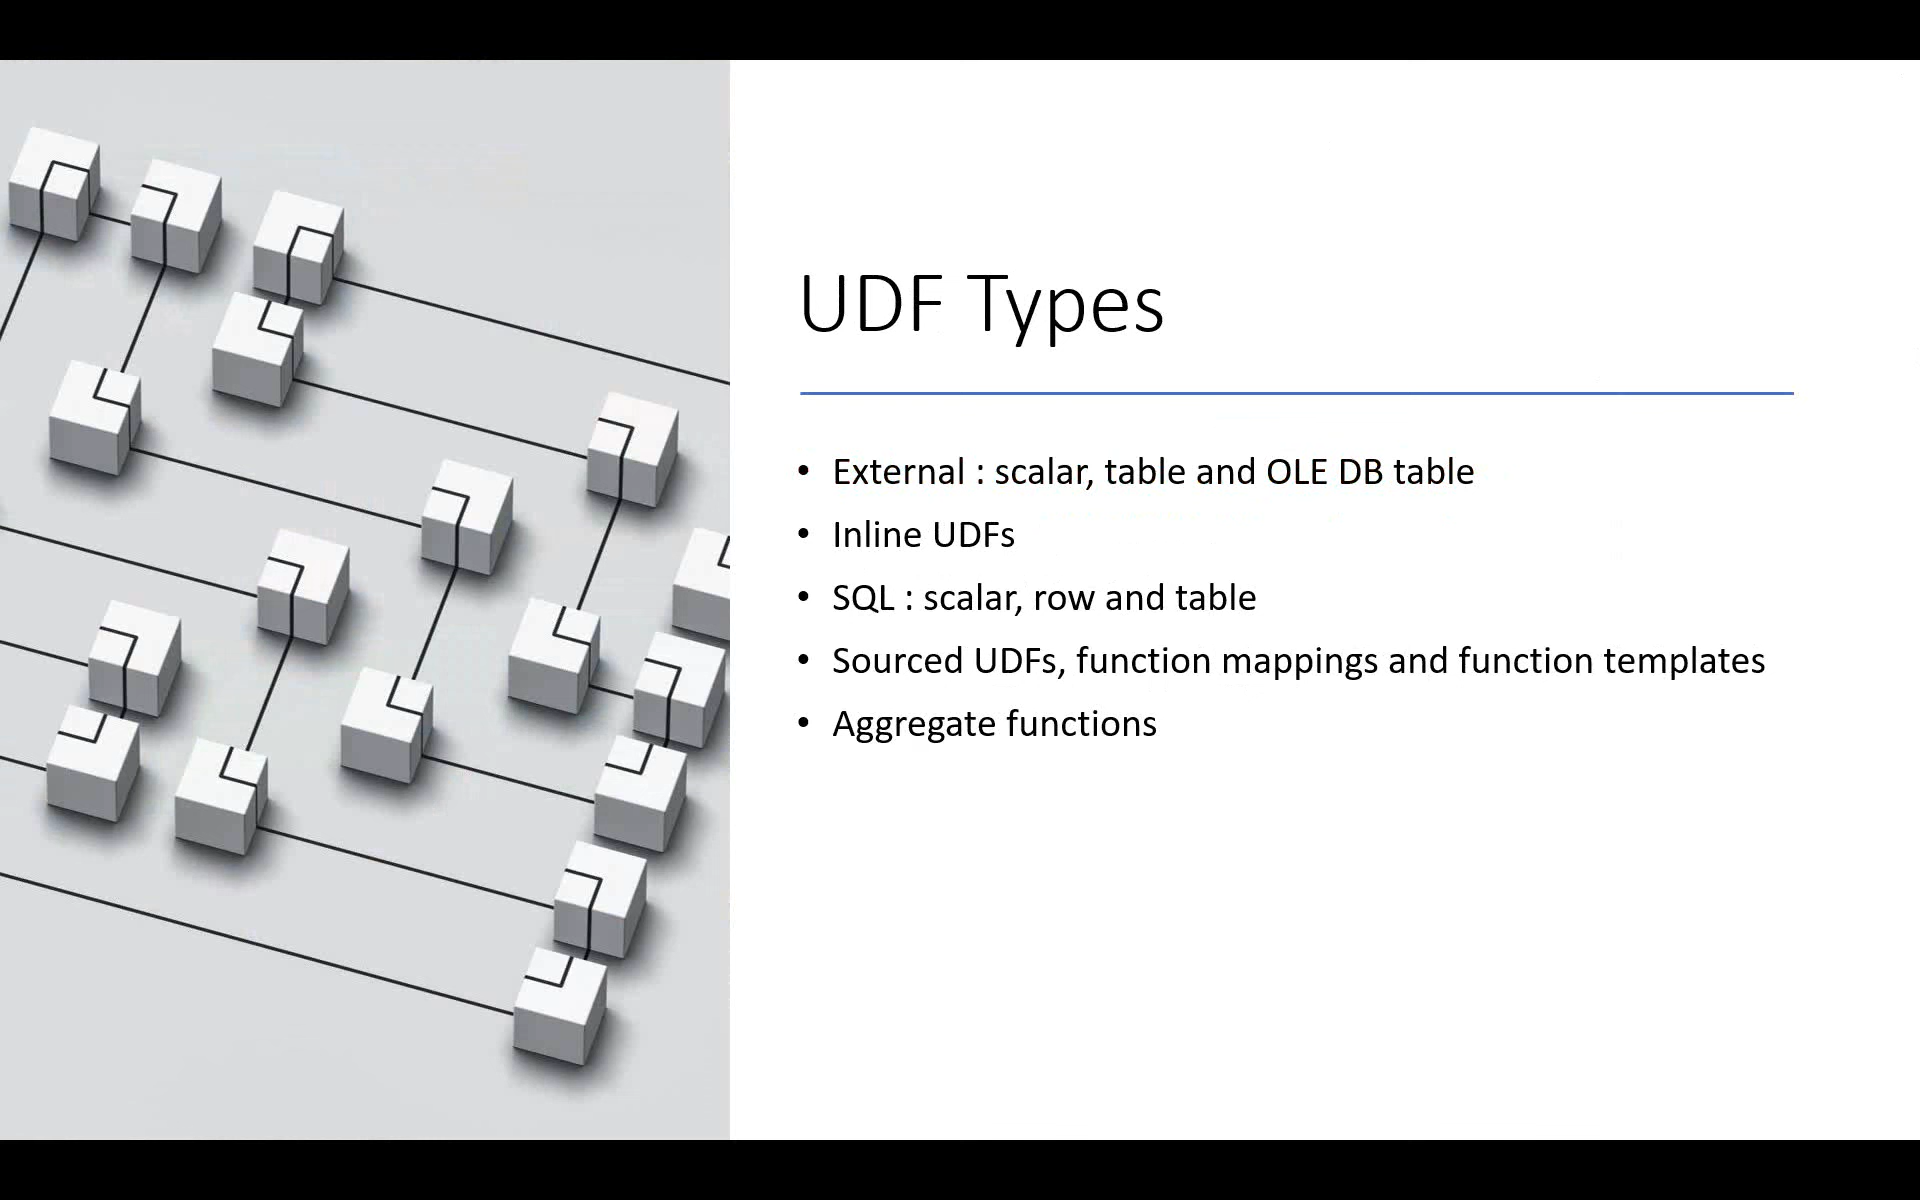 UDF Types
• External : scalar, table and OLE DB table
• Inline UDFs
• SQL : scalar, row and table
• Sourced UDFs, function mappings and function templates
• Aggregate functions